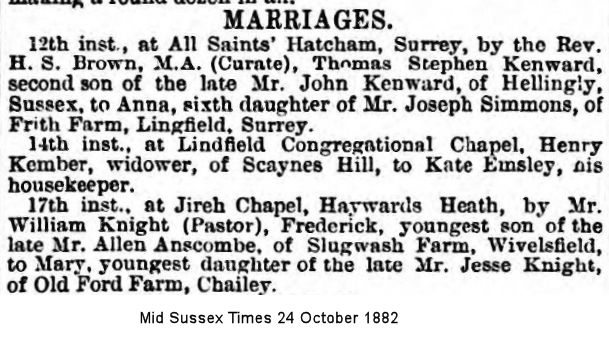 making a round dozen in all.
MARRIAGES.
12th inst., at All Saints' Hatcham, Surrey, by the Rev.
H. S. Brown, M.A. (Curate), Thomas Stephen Kenward,
second son of the late Mr. John Kenward, of Hellingly,
Sussex, to Anna, sixth daughter of Mr. Joseph Simmons, of
Frith Farm, Lingfield, Surrey.
14th inst., at Lindfield Congregational Chapel, Henry
Kember, widower, of Scaynes Hill, to Kate Emsley, his
housekeeper.
17th inst., at Jireh Chapel, Haywards Heath, by Mr.
William Knight (Pastor), Frederick, youngest son of the
late Mr. Allen Anscombe, of Slugwash Farm, Wivelsfield,
to Mary, youngest daughter of the late Mr. Jesse Knight,
of Old Ford Farm, Chailey.
Mid Sussex Times 24 October 1882